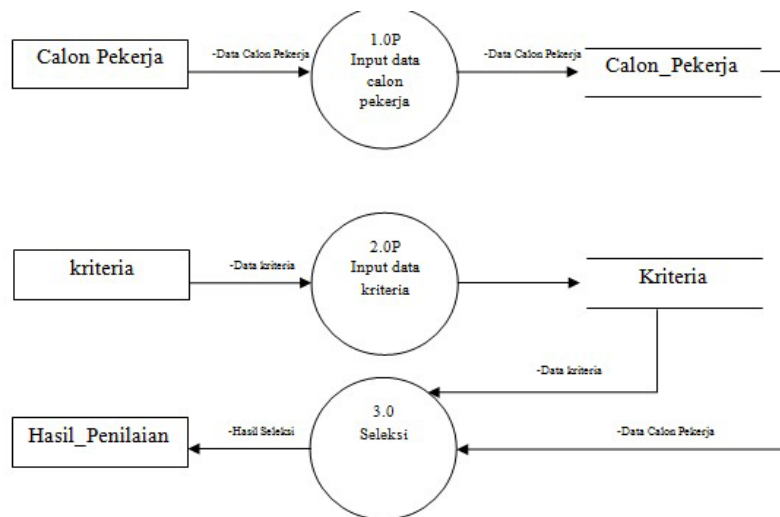 Calon Pekerja
-Data Calon Pekerja
1.0P
Input data
calon
pekerja
-Data Calon Pekerja
Calon_Pekerja
kriteria
-Data kriteria
2.0P
Input data
kriteria
Kriteria
-Data kriteria
Hasil_Penilaian
-Hasil Seleksi
3.0
Seleksi
-Data Calon Pekerja